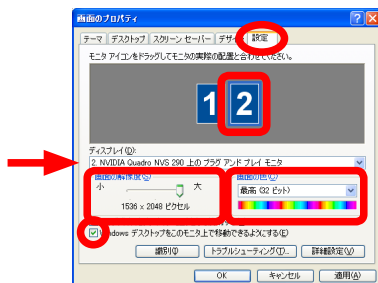 画面のプロパティ
テーマ デスクトップ スクリーン セーバー デザイン 設定
モニタ アイコンをドラッグしてモニタの実際の配置と合わせてください。
1 2
ディスプレイ(D):
2. NVIDIA Quadro NVS 290 上の プラグ アンド プレイ モニタ
画面の解像度(S) 画面の色(C)
小 大 最高 (32 ビット)
1536 × 2048 ピクセル
Windows デスクトップをこのモニタ上で移動できるようにする(E)
識別(I) トラブルシューティング(T)... 詳細設定(V)
OK キャンセル 適用(A)